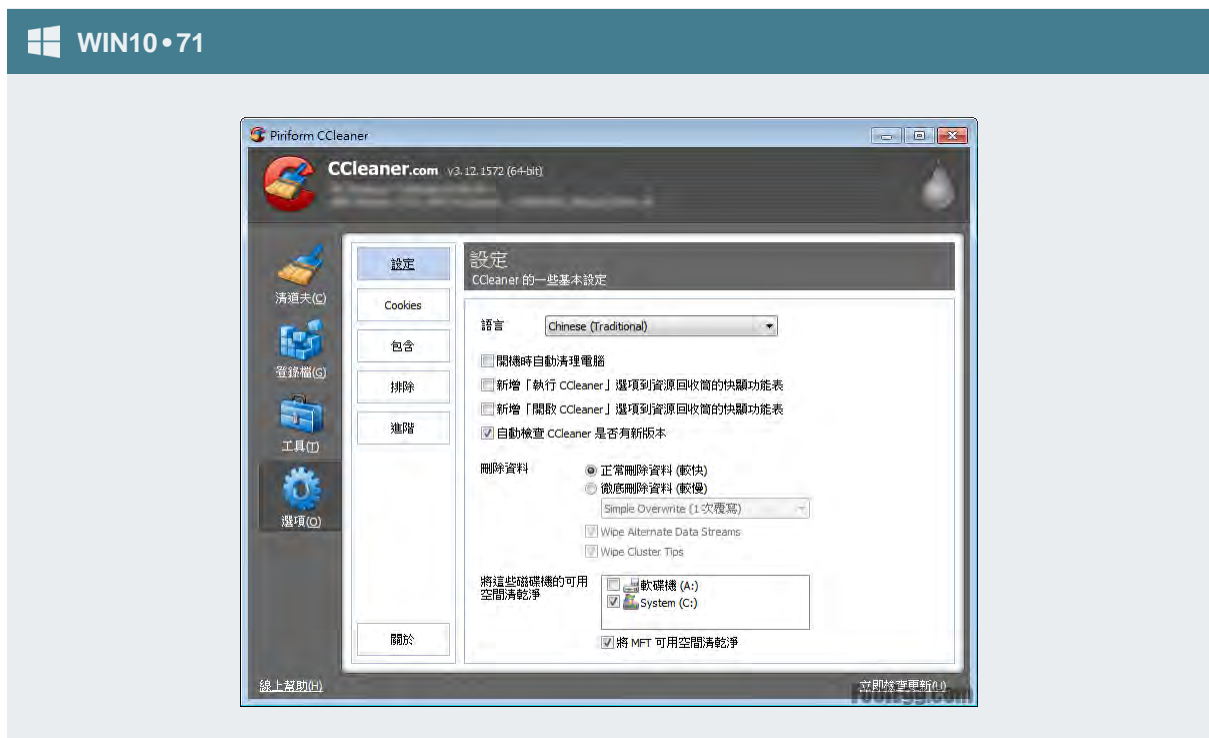 WIN10•71
Piriform CCleaner
CCleaner.com v3.12.1572 (64-bit)
清道夫(C)
登錄檔(G)
工具(T)
選項(O)
設定
Cookies
包含
排除
進階
關於
設定
CCleaner 的一些基本設定
語言 Chinese (Traditional)
開機時自動清理電腦
新增「執行 CCleaner」選項到資源回收筒的快顯功能表
新增「開啟 CCleaner」選項到資源回收筒的快顯功能表
自動檢查 CCleaner 是否有新版本
刪除資料 正常刪除資料 (較快)
徹底刪除資料 (較慢)
Simple Overwrite (1 次覆寫)
Wipe Alternate Data Streams
Wipe Cluster Tips
將這些磁碟機的可用
空間清乾淨
軟碟機 (A:)
System (C:)
將 MFT 可用空間清乾淨
線上幫助(H)
立即檢查更新(U)